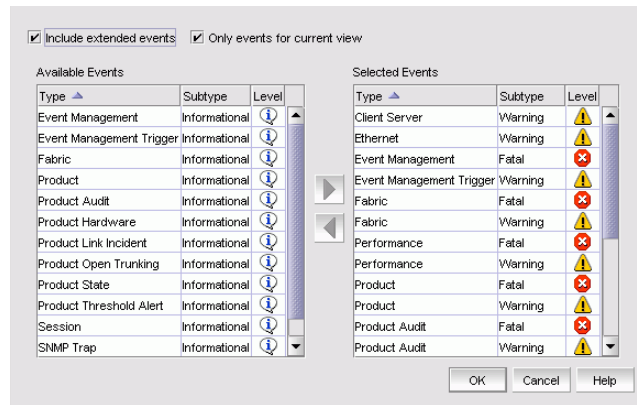 Include extended events Only events for current view
Available Events
Type Subtype Level
Event Management Informational
Event Management Trigger Informational
Fabric Informational
Product Informational
Product Audit Informational
Product Hardware Informational
Product Link Incident Informational
Product Open Trunking Informational
Product State Informational
Product Threshold Alert Informational
Session Informational
SNMP Trap Informational
Selected Events
Type Subtype Level
Client Server Warning
Ethernet Warning
Event Management Fatal
Event Management Trigger Warning
Fabric Fatal
Fabric Warning
Performance Fatal
Performance Warning
Product Fatal
Product Warning
Product Audit Fatal
Product Audit Warning
OK Cancel Help